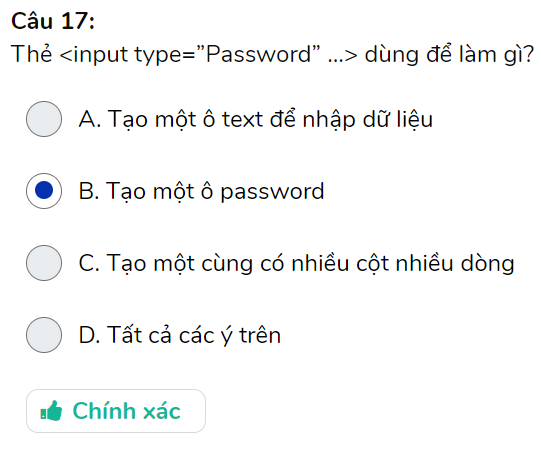 Câu 17:
Thẻ <input type=”Password” ...> dùng để làm gì?
A. Tạo một ô text để nhập dữ liệu
B. Tạo một ô password
C. Tạo một cùng có nhiều cột nhiều dòng
D. Tất cả các ý trên
Chính xác